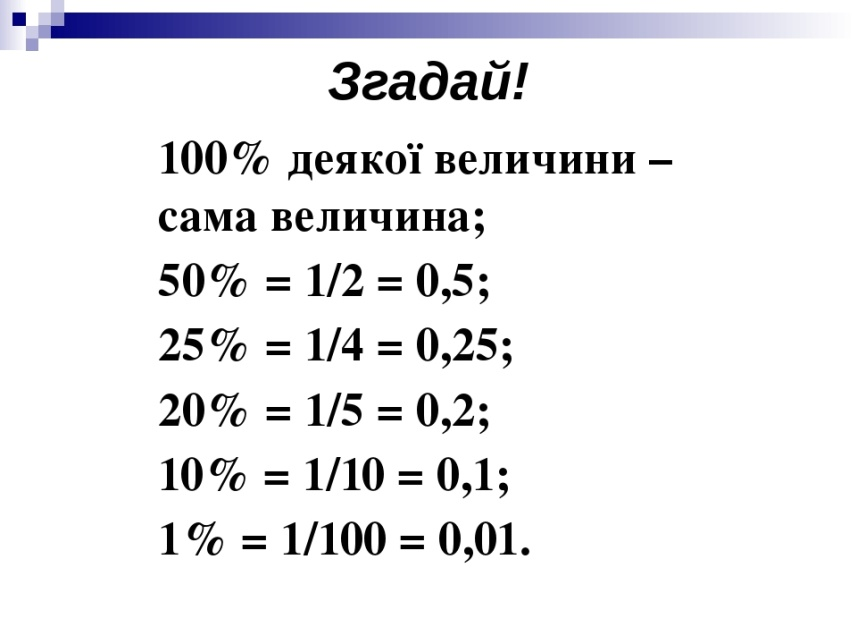 Згадай!
100% деякої величини –
сама величина;
50% = 1/2 = 0,5;
25% = 1/4 = 0,25;
20% = 1/5 = 0,2;
10% = 1/10 = 0,1;
1% = 1/100 = 0,01.